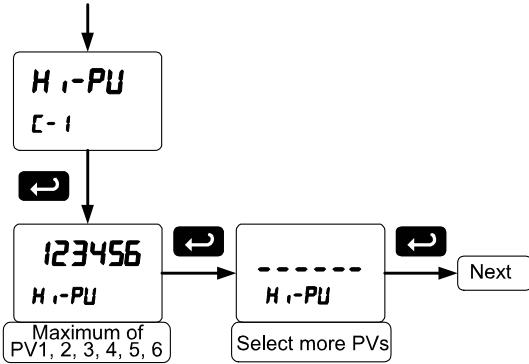 Hi-PV
C-1
123456
Hi-PV
Maximum of
PV1, 2, 3, 4, 5, 6
------
Hi-PV
Select more PVs
Next